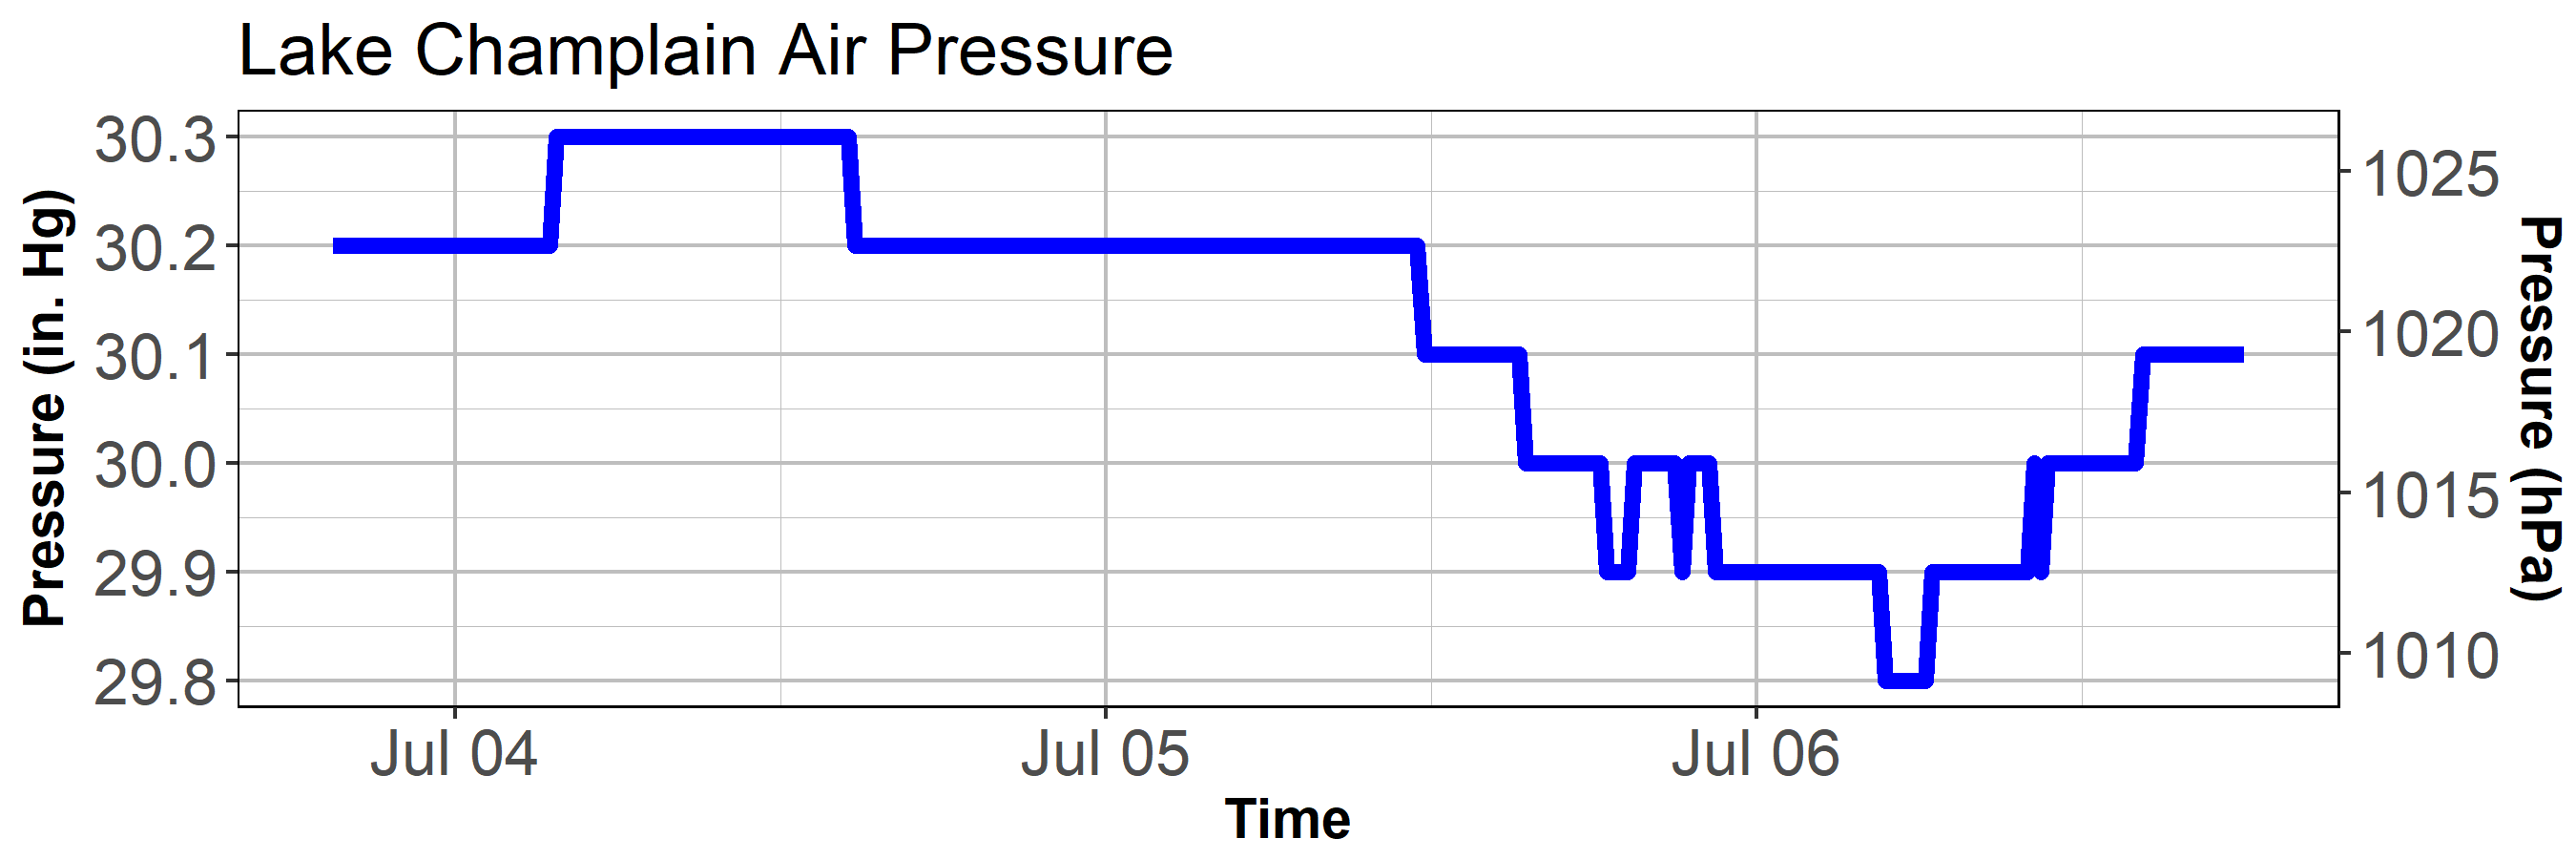 Lake Champlain Air Pressure
Pressure (in. Hg)
30.3
30.2
30.1
30.0
29.9
29.8
1025
1020
1015
1010
Pressure (hPa)
Jul 04 Jul 05 Jul 06
Time